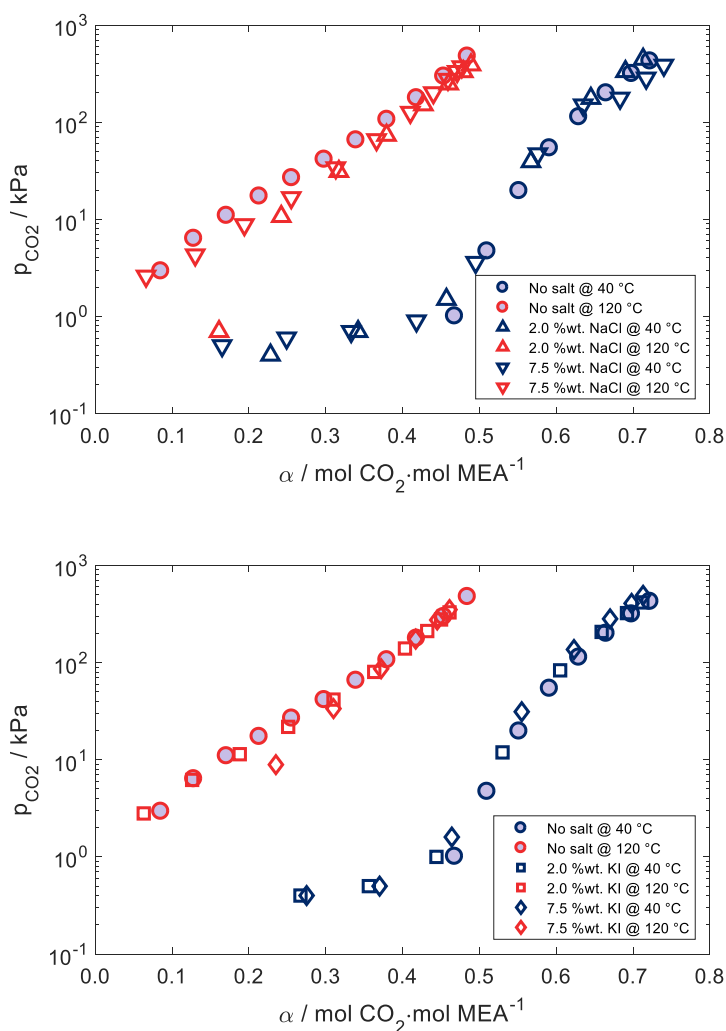 10³
10²
10¹
10⁰
10⁻¹
p_CO2 / kPa
No salt @ 40 °C
No salt @ 120 °C
2.0 %wt. NaCl @ 40 °C
2.0 %wt. NaCl @ 120 °C
7.5 %wt. NaCl @ 40 °C
7.5 %wt. NaCl @ 120 °C
0.0 0.1 0.2 0.3 0.4 0.5 0.6 0.7 0.8
α / mol CO₂·mol MEA⁻¹
10³
10²
10¹
10⁰
10⁻¹
p_CO2 / kPa
No salt @ 40 °C
No salt @ 120 °C
2.0 %wt. KI @ 40 °C
2.0 %wt. KI @ 120 °C
7.5 %wt. KI @ 40 °C
7.5 %wt. KI @ 120 °C
0.0 0.1 0.2 0.3 0.4 0.5 0.6 0.7 0.8
α / mol CO₂·mol MEA⁻¹